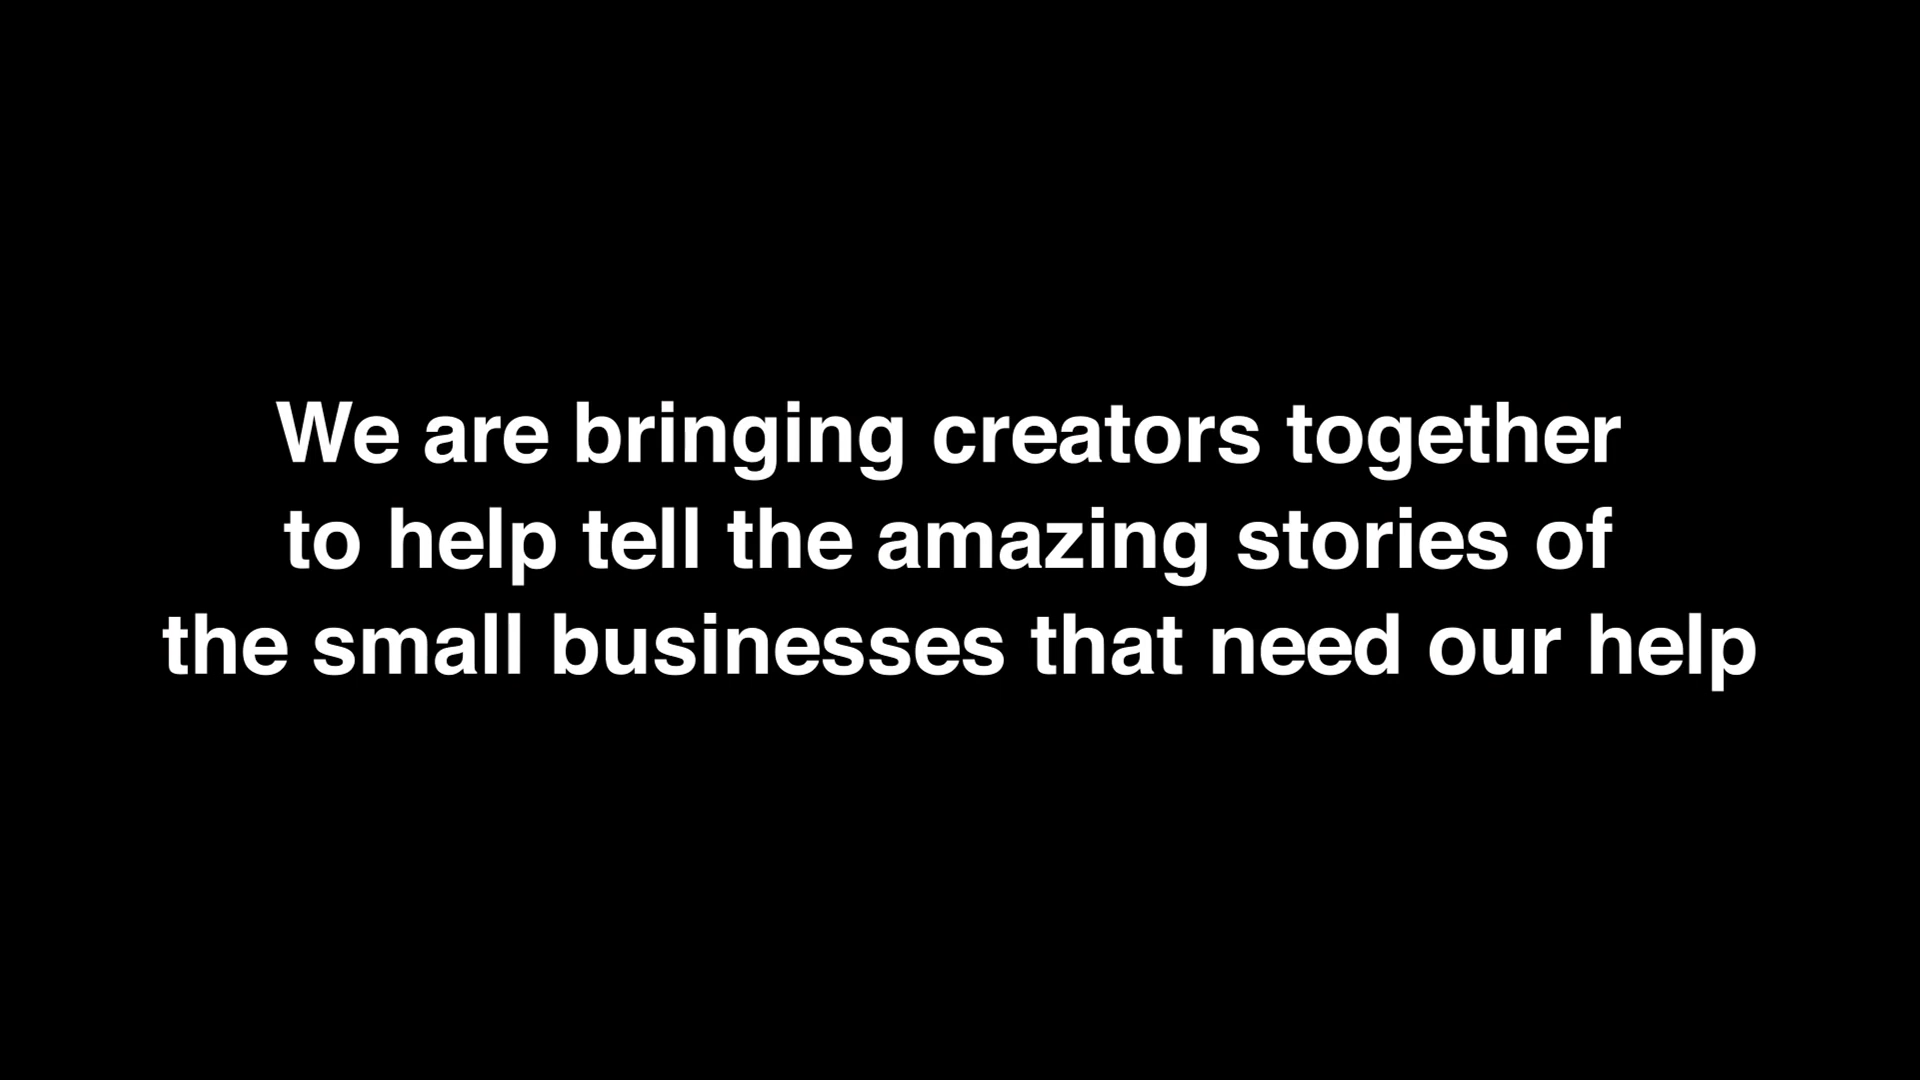 We are bringing creators together
to help tell the amazing stories of
the small businesses that need our help